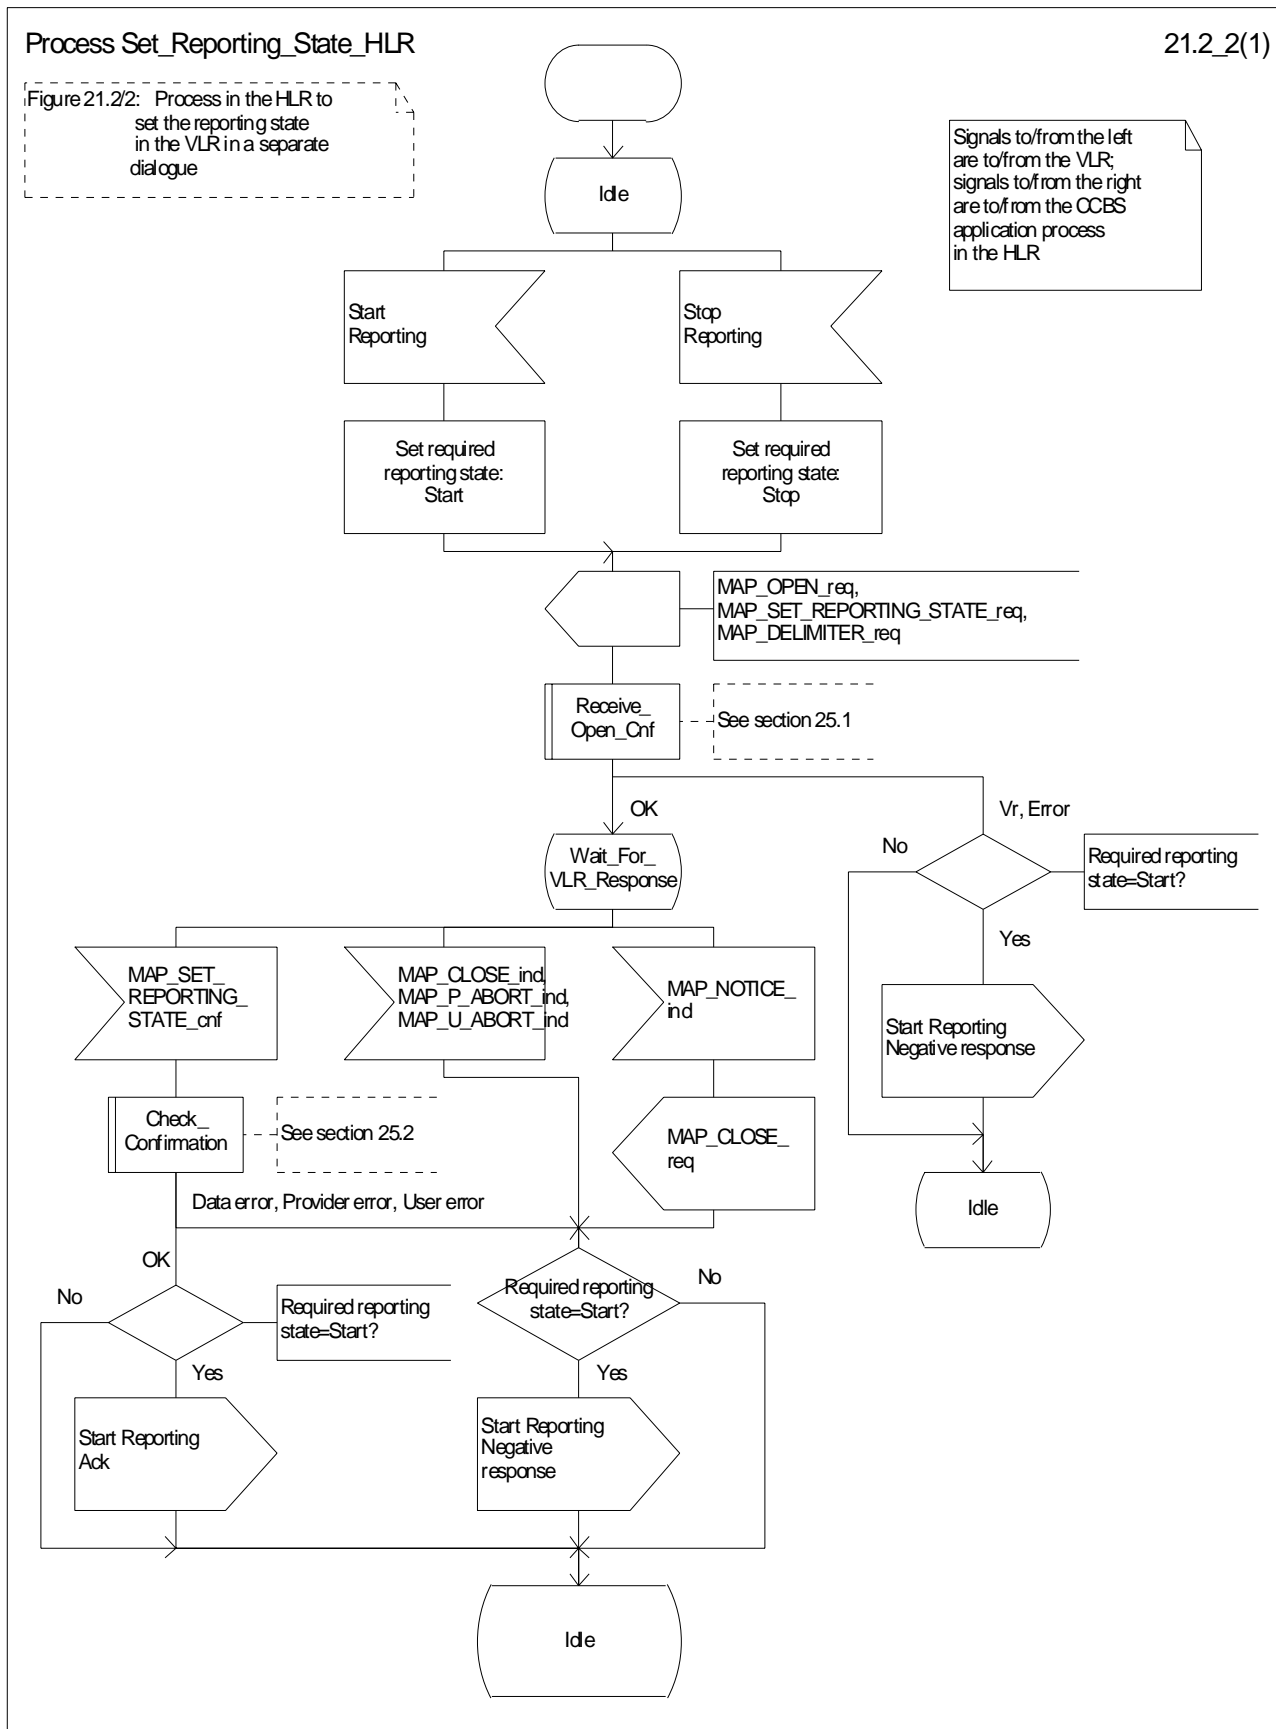 Process Set_Reporting_State_HLR
21.2_2(1)
Figure 21.2/2: Process in the HLR to
set the reporting state
in the VLR in a separate
dialogue
Signals to/from the left
are to/from the VLR;
signals to/from the right
are to/from the CCBS
application process
in the HLR
Idle
Start
Reporting
Stop
Reporting
Set required
reporting state:
Start
Set required
reporting state:
Stop
MAP_OPEN_req,
MAP_SET_REPORTING_STATE_req,
MAP_DELIMITER_req
Receive_
Open_Cnf
See section 25.1
OK
Vr, Error
Wait_For_
VLR_Response
No
Required reporting
state=Start?
Yes
MAP_SET_
REPORTING_
STATE_cnf
MAP_CLOSE_ind,
MAP_P_ABORT_ind,
MAP_U_ABORT_ind
MAP_NOTICE_
ind
Start Reporting
Negative response
Check_
Confirmation
See section 25.2
MAP_CLOSE_
req
Data error, Provider error, User error
Idle
OK
No
Required reporting
state=Start?
Required reporting
state=Start?
No
Yes
Yes
Start Reporting
Ack
Start Reporting
Negative
response
Idle